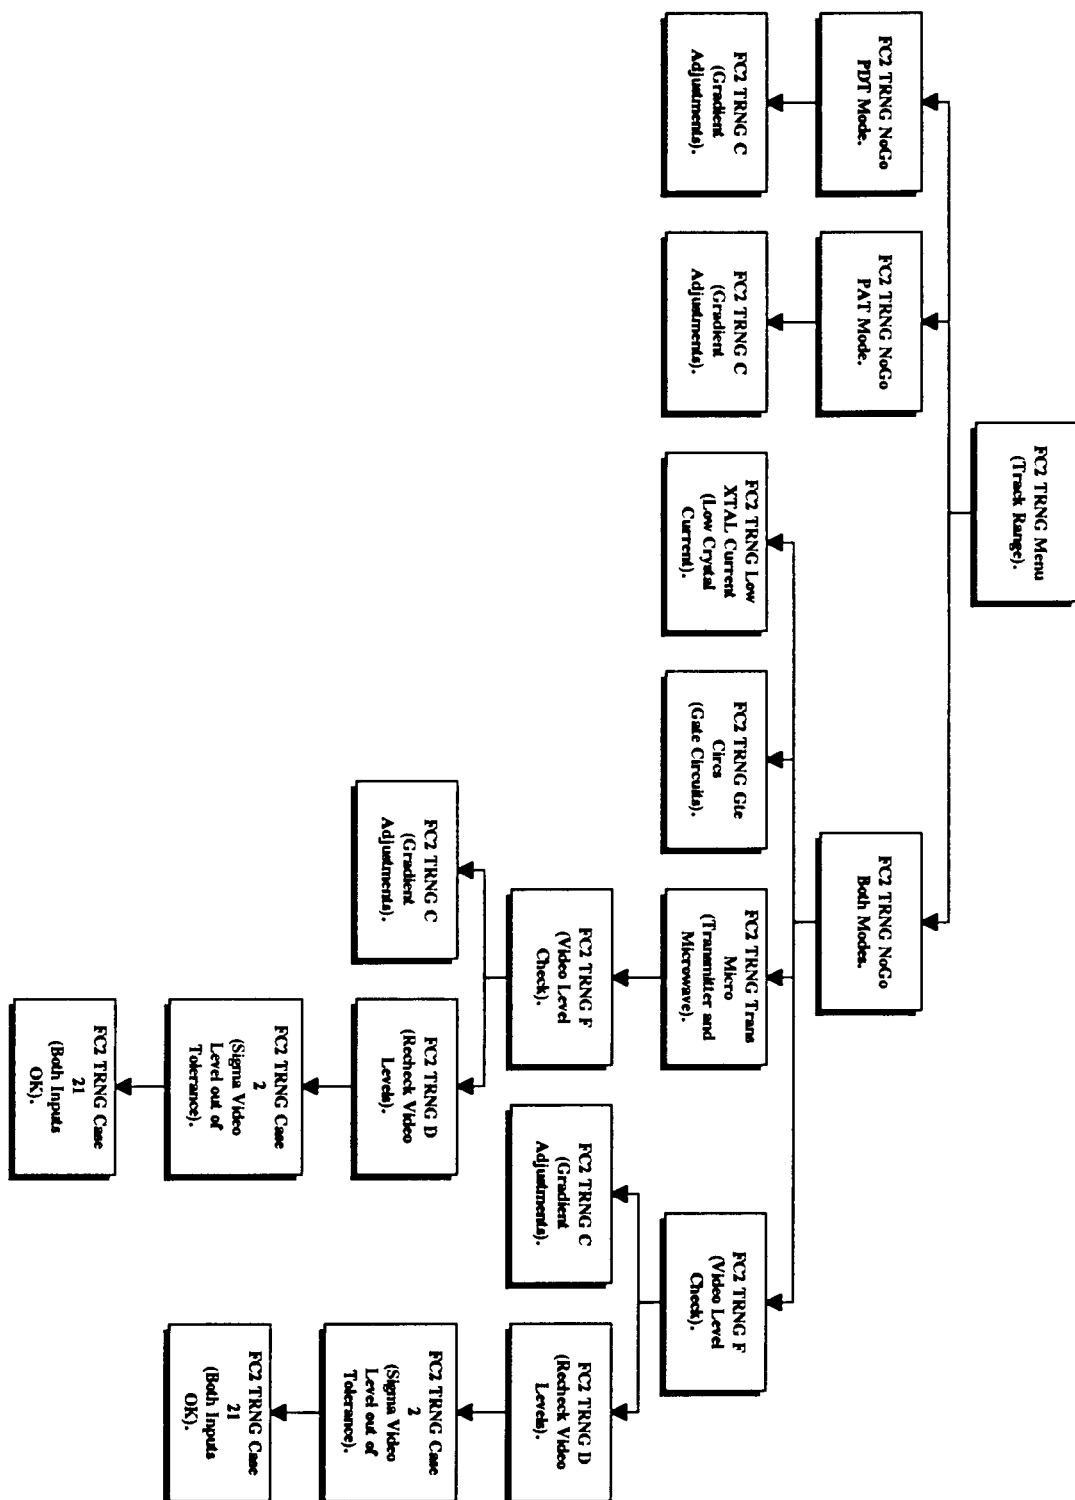 FC2 TRNG Menu
(Track Range).
FC2 TRNG NoGo
PDT Mode.
FC2 TRNG NoGo
PAT Mode.
FC2 TRNG NoGo
Both Modes.
FC2 TRNG C
(Gradient
Adjustments).
FC2 TRNG C
(Gradient
Adjustments).
FC2 TRNG Low
XTAL Current
(Low Crystal
Current).
FC2 TRNG Gte
Circs
(Gate Circuits).
FC2 TRNG Trans
Micro
(Transmitter and
Microwave).
FC2 TRNG F
(Video Level
Check).
FC2 TRNG F
(Video Level
Check).
FC2 TRNG C
(Gradient
Adjustments).
FC2 TRNG D
(Recheck Video
Levels).
FC2 TRNG C
(Gradient
Adjustments).
FC2 TRNG D
(Recheck Video
Levels).
FC2 TRNG Case
2
(Sigma Video
Level out of
Tolerance).
FC2 TRNG Case
2
(Sigma Video
Level out of
Tolerance).
FC2 TRNG Case
21
(Both Inputs
OK).
FC2 TRNG Case
21
(Both Inputs
OK).